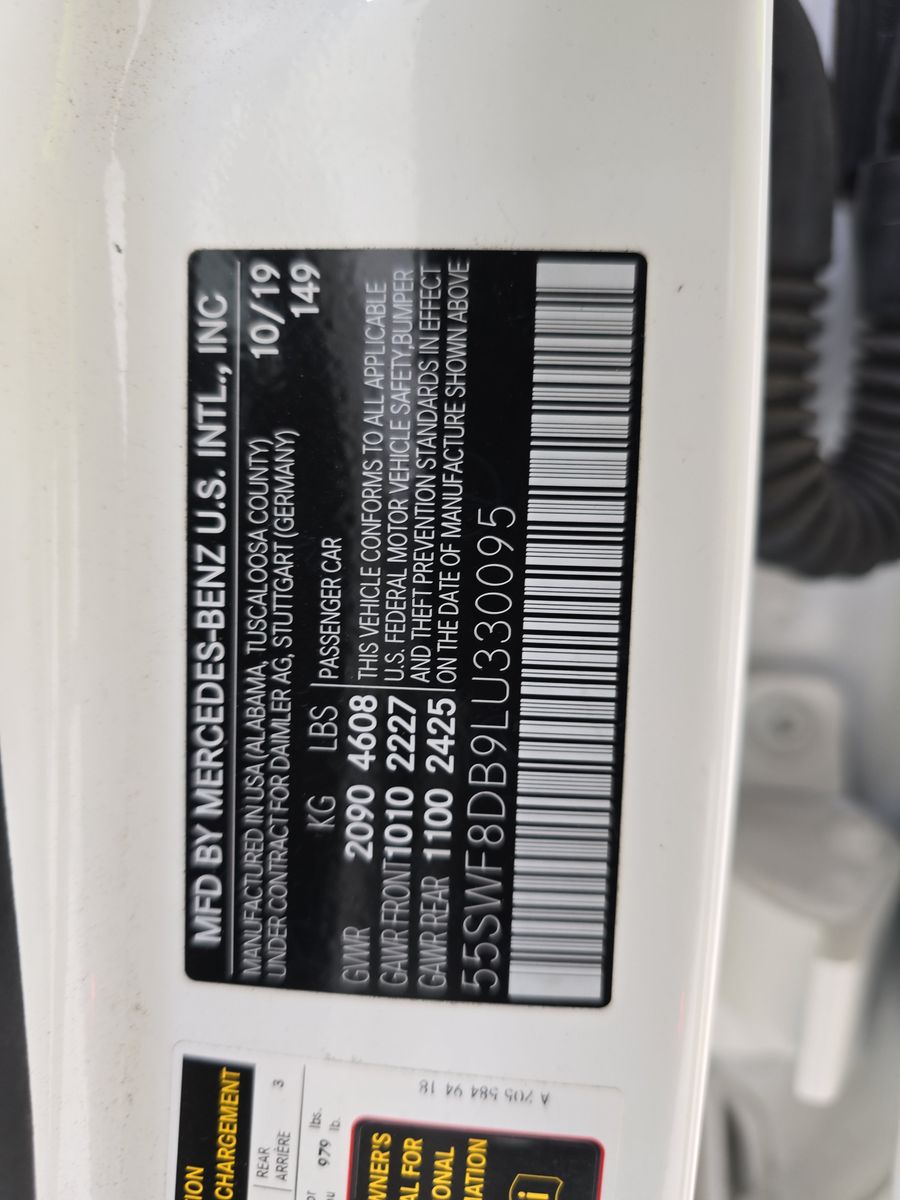 MFD BY MERCEDES-BENZ U.S. INTL., INC
MANUFACTURED IN USA (ALABAMA, TUSCALOOSA COUNTY) 10/19
UNDER CONTRACT FOR DAIMLER AG, STUTTGART (GERMANY) 149
KG LBS PASSENGER CAR
GVWR 2090 4608 THIS VEHICLE CONFORMS TO ALL APPLICABLE
GAWR FRONT 1010 2227 U.S. FEDERAL MOTOR VEHICLE SAFETY,BUMPER
GAWR REAR 1100 2425 AND THEFT PREVENTION STANDARDS IN EFFECT
ON THE DATE OF MANUFACTURE SHOWN ABOVE
55SWF8DB9LU330095
CHARGEMENT
REAR
ARRIÈRE 3
979 lbs.
lb.
A 205 584 94 18